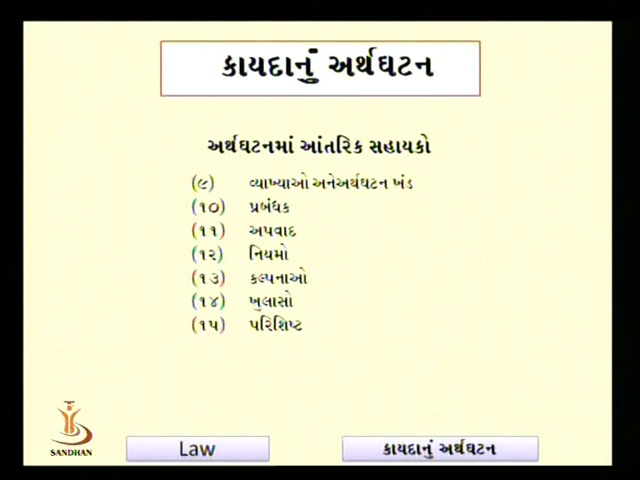 કાયદાનું અર્થઘટન
અર્થઘટનમાં આંતરિક સહાયકો
(૯) વ્યાખ્યાઓ અનેઅર્થઘટન ખંડ
(૧૦) પ્રબંધક
(૧૧) અપવાદ
(૧૨) નિયમો
(૧૩) કલ્પનાઓ
(૧૪) ખુલાસો
(૧૫) પરિશિષ્ટ
SANDHAN
Law
કાયદાનું અર્થઘટન